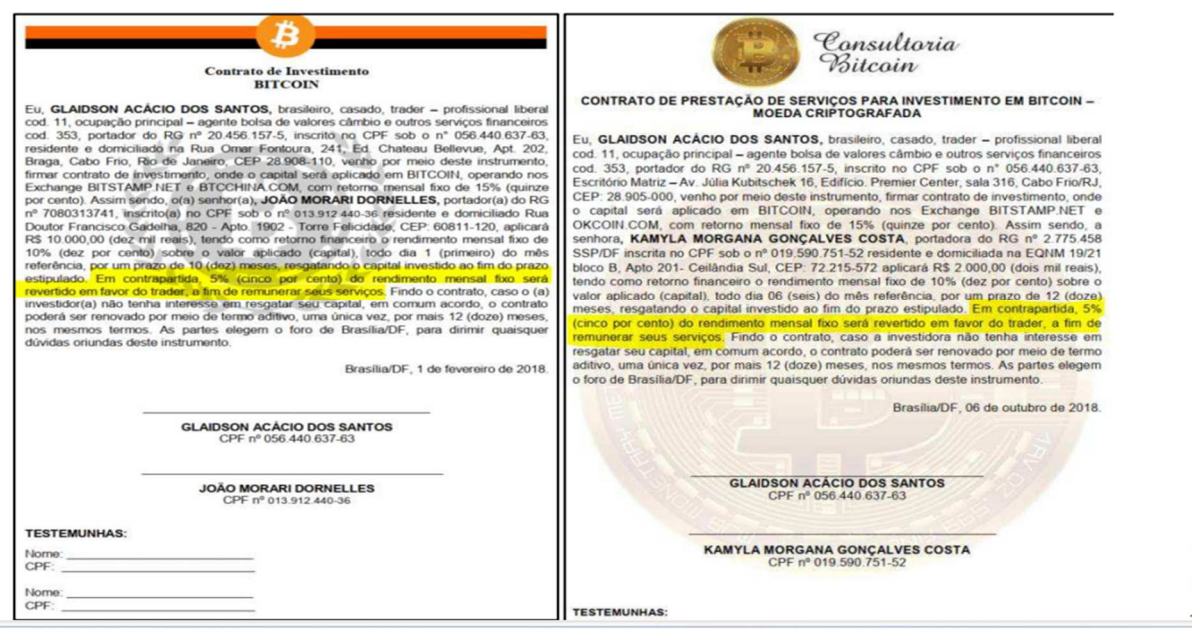 Contrato de Investimento
BITCOIN
Eu, GLAIDSON ACÁCIO DOS SANTOS, brasileiro, casado, trader – profissional liberal
cod. 11, ocupação principal – agente bolsa de valores câmbio e outros serviços financeiros
cod. 353, portador do RG nº 20.456.157-5, inscrito no CPF sob o n° 056.440.637-63,
residente e domiciliado na Rua Omar Fontoura, 241, Ed. Chateau Bellevue, Apt. 202,
Braga, Cabo Frio, Rio de Janeiro, CEP 28.908-110, venho por meio deste instrumento,
firmar contrato de investimento, onde o capital será aplicado em BITCOIN, operando nos
Exchange BITSTAMP.NET e BTCCHINA.COM, com retorno mensal fixo de 15% (quinze
por cento). Assim sendo, o(a) senhor(a), JOÃO MORARI DORNELLES, portador(a) do RG
nº 7080313741, inscrito(a) no CPF sob o nº 013.912.440-36 residente e domiciliado Rua
Doutor Francisco Gadelha, 820 - Apto. 1902 - Torre Felicidade, CEP: 60811-120, aplicará
R$ 10.000,00 (dez mil reais), tendo como retorno financeiro o rendimento mensal fixo de
10% (dez por cento) sobre o valor aplicado (capital), todo dia 1 (primeiro) do mês
referência, por um prazo de 10 (dez) meses, resgatando o capital investido ao fim do prazo
estipulado. Em contrapartida, 5% (cinco por cento) do rendimento mensal fixo será
revertido em favor do trader, a fim de remunerar seus serviços. Findo o contrato, caso o (a)
investidor(a) não tenha interesse em resgatar seu capital, em comum acordo, o contrato
poderá ser renovado por meio de termo aditivo, uma única vez, por mais 12 (doze) meses,
nos mesmos termos. As partes elegem o foro de Brasília/DF, para dirimir quaisquer
dúvidas oriundas deste instrumento.
Brasília/DF, 1 de fevereiro de 2018.
GLAIDSON ACÁCIO DOS SANTOS
CPF nº 056.440.637-63
JOÃO MORARI DORNELLES
CPF nº 013.912.440-36
TESTEMUNHAS:
Nome:
CPF:
Nome:
CPF:
Consultoria
Bitcoin
CONTRATO DE PRESTAÇÃO DE SERVIÇOS PARA INVESTIMENTO EM BITCOIN –
MOEDA CRIPTOGRAFADA
Eu, GLAIDSON ACÁCIO DOS SANTOS, brasileiro, casado, trader – profissional liberal
cod. 11, ocupação principal – agente bolsa de valores câmbio e outros serviços financeiros
cod. 353, portador do RG nº 20.456.157-5, inscrito no CPF sob o n° 056.440.637-63,
Escritório Matriz – Av. Júlia Kubitschek 16, Edifício. Premier Center, sala 316, Cabo Frio/RJ,
CEP: 28.905-000, venho por meio deste instrumento, firmar contrato de investimento, onde
o capital será aplicado em BITCOIN, operando nos Exchange BITSTAMP.NET e
OKCOIN.COM, com retorno mensal fixo de 15% (quinze por cento). Assim sendo, a
senhora, KAMYLA MORGANA GONÇALVES COSTA, portadora do RG nº 2.775.458
SSP/DF inscrita no CPF sob o nº 019.590.751-52 residente e domiciliada na EQNM 19/21
bloco B, Apto 201- Ceilândia Sul, CEP: 72.215-572 aplicará R$ 2.000,00 (dois mil reais),
tendo como retorno financeiro o rendimento mensal fixo de 10% (dez por cento) sobre o
valor aplicado (capital), todo dia 06 (seis) do mês referência, por um prazo de 12 (doze)
meses, resgatando o capital investido ao fim do prazo estipulado. Em contrapartida, 5%
(cinco por cento) do rendimento mensal fixo será revertido em favor do trader, a fim de
remunerar seus serviços. Findo o contrato, caso a investidora não tenha interesse em
resgatar seu capital, em comum acordo, o contrato poderá ser renovado por meio de termo
aditivo, uma única vez, por mais 12 (doze) meses, nos mesmos termos. As partes elegem
o foro de Brasília/DF, para dirimir quaisquer dúvidas oriundas deste instrumento.
Brasília/DF, 06 de outubro de 2018.
GLAIDSON ACÁCIO DOS SANTOS
CPF nº 056.440.637-63
KAMYLA MORGANA GONÇALVES COSTA
CPF nº 019.590.751-52
TESTEMUNHAS: